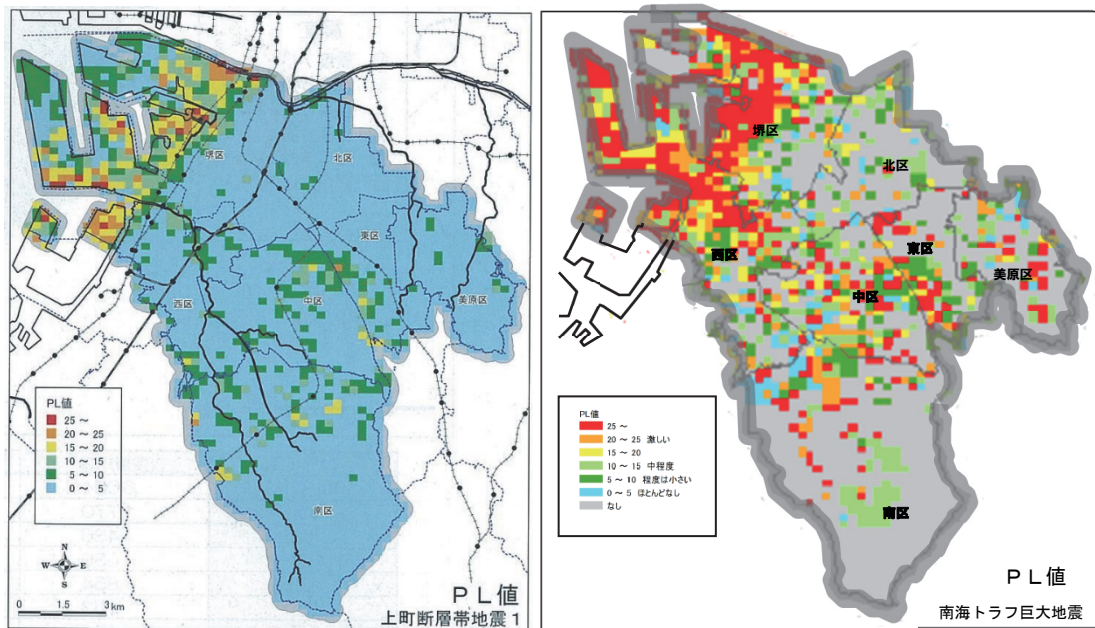 堺区
北区
東区
西区
中区
美原区
南区
PL値
25 ～
20 ～ 25
15 ～ 20
10 ～ 15
5 ～ 10
0 ～ 5
N
W E
S
0 1.5 3 km
PL値
上町断層帯地震1
堺区
北区
西区
東区
中区
美原区
南区
PL値
25 ～
20 ～ 25 激しい
15 ～ 20
10 ～ 15 中程度
5 ～ 10 程度は小さい
0 ～ 5 ほとんどなし
なし
PL値
南海トラフ巨大地震